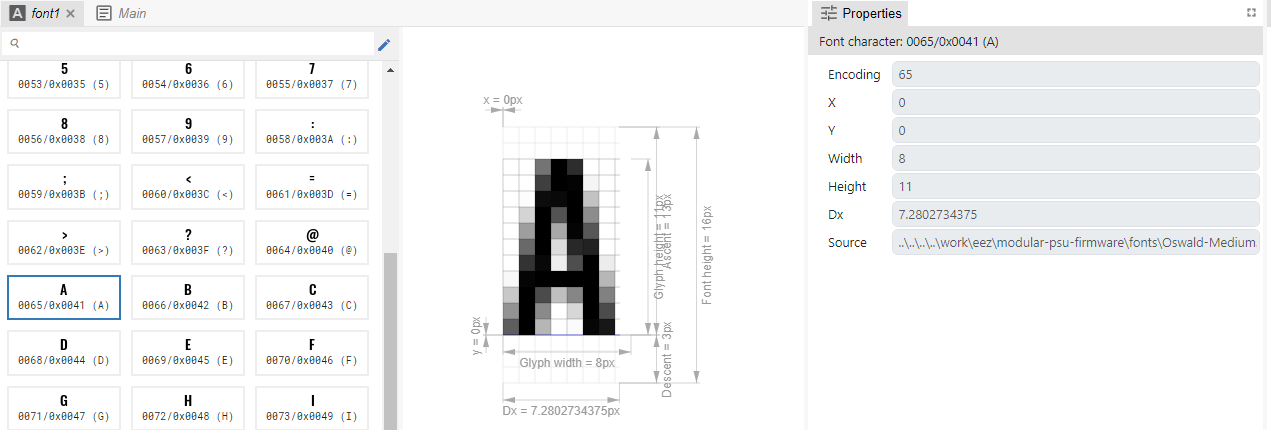 font1
Main
5
0053/0x0035 (5)
6
0054/0x0036 (6)
7
0055/0x0037 (7)
8
0056/0x0038 (8)
9
0057/0x0039 (9)
:
0058/0x003A (:)
;
0059/0x003B (;)
<
0060/0x003C (<)
=
0061/0x003D (=)
>
0062/0x003E (>)
?
0063/0x003F (?)
@
0064/0x0040 (@)
A
0065/0x0041 (A)
B
0066/0x0042 (B)
C
0067/0x0043 (C)
D
0068/0x0044 (D)
E
0069/0x0045 (E)
F
0070/0x0046 (F)
G
0071/0x0047 (G)
H
0072/0x0048 (H)
I
0073/0x0049 (I)
x = 0px
A
Glyph height = 11px
Ascent = 13px
Font height = 16px
y = 0px
Descent = 3px
Glyph width = 8px
Dx = 7.2802734375px
Properties
Font character: 0065/0x0041 (A)
Encoding 65
X 0
Y 0
Width 8
Height 11
Dx 7.2802734375
Source ..\..\..\..\work\eez\modular-psu-firmware\fonts\Oswald-Medium.